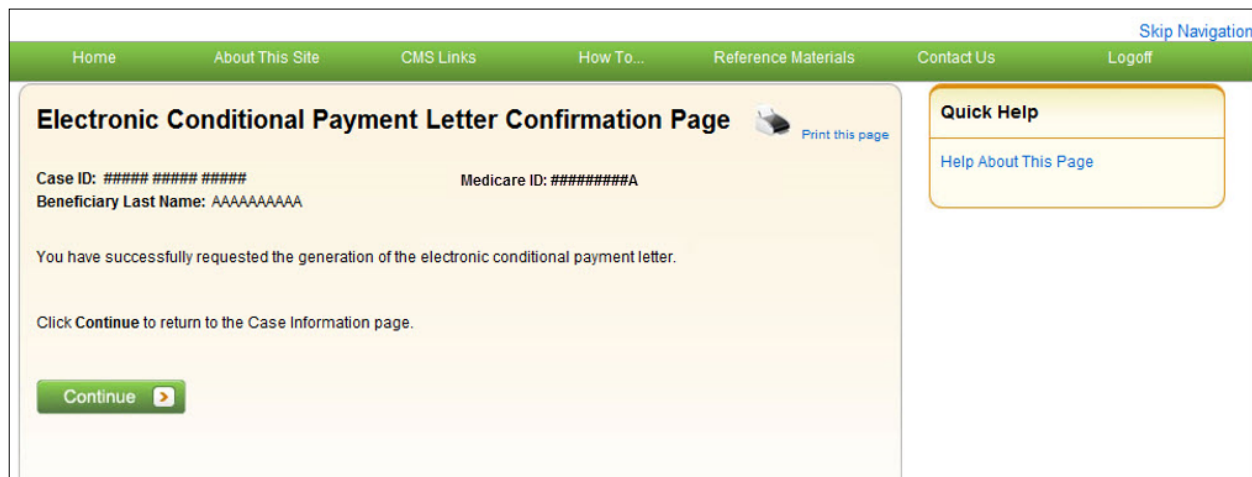 Skip Navigation
Home About This Site CMS Links How To... Reference Materials Contact Us Logoff
Electronic Conditional Payment Letter Confirmation Page
Print this page
Quick Help
Help About This Page
Case ID: ##### ##### ##### Medicare ID: #########A
Beneficiary Last Name: AAAAAAAAAA
You have successfully requested the generation of the electronic conditional payment letter.
Click Continue to return to the Case Information page.
Continue